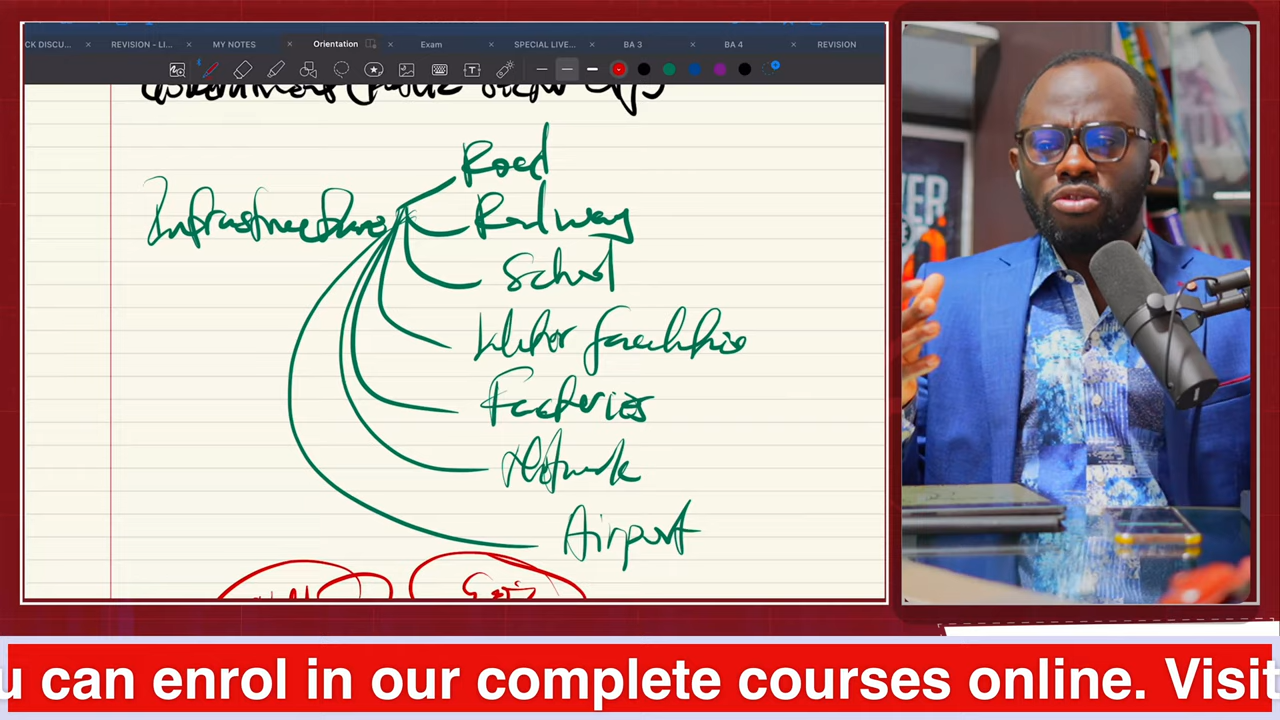 CK DISCU... REVISION - LI... MY NOTES Orientation Exam SPECIAL LIVE... BA 3 BA 4 REVISION
Road
Infrastructure
Railway
School
Water facilities
Factories
Network
Airport
u can enrol in our complete courses online. Visit